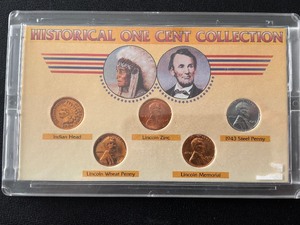 HISTORICAL ONE CENT COLLECTION
Indian Head
Lincoln Zinc
1943 Steel Penny
Lincoln Wheat Penny
Lincoln Memorial